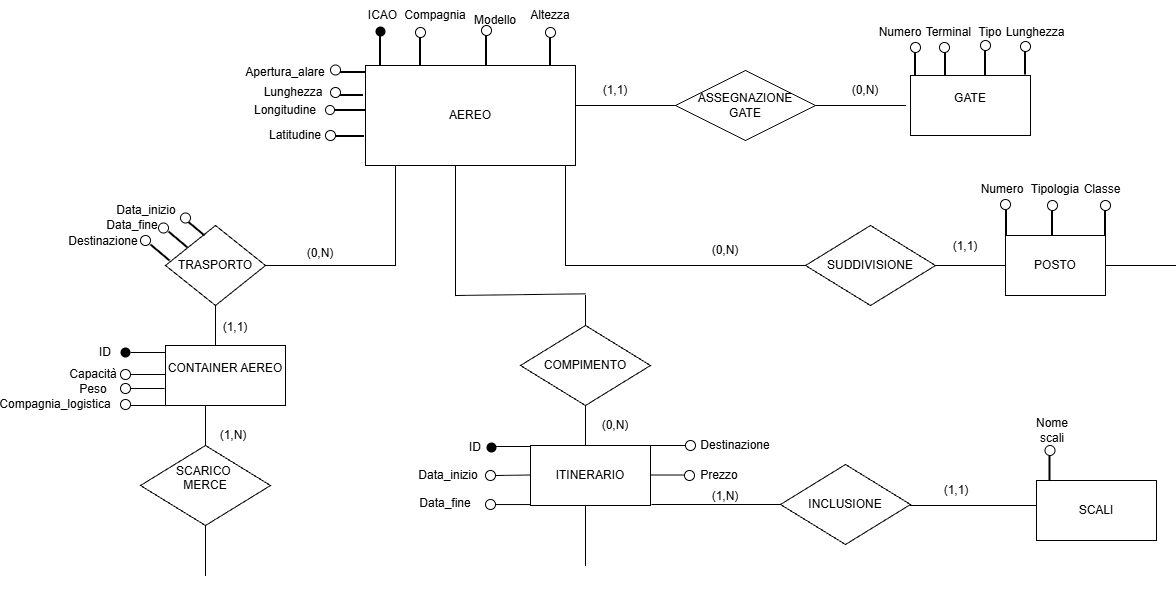 ICAO Compagnia Modello Altezza
Numero Terminal Tipo Lunghezza
Apertura_alare
Lunghezza
Longitudine
Latitudine
AEREO
(1,1)
ASSEGNAZIONE
GATE
(0,N)
GATE
Numero Tipologia Classe
Data_inizio
Data_fine
Destinazione
TRASPORTO
(0,N)
(0,N)
SUDDIVISIONE
(1,1)
POSTO
(1,1)
ID
Capacità
Peso
Compagnia_logistica
CONTAINER AEREO
COMPIMENTO
(1,N)
(0,N)
SCARICO
MERCE
ID
Data_inizio
Data_fine
ITINERARIO
Destinazione
Prezzo
(1,N)
INCLUSIONE
(1,1)
Nome
scali
SCALI